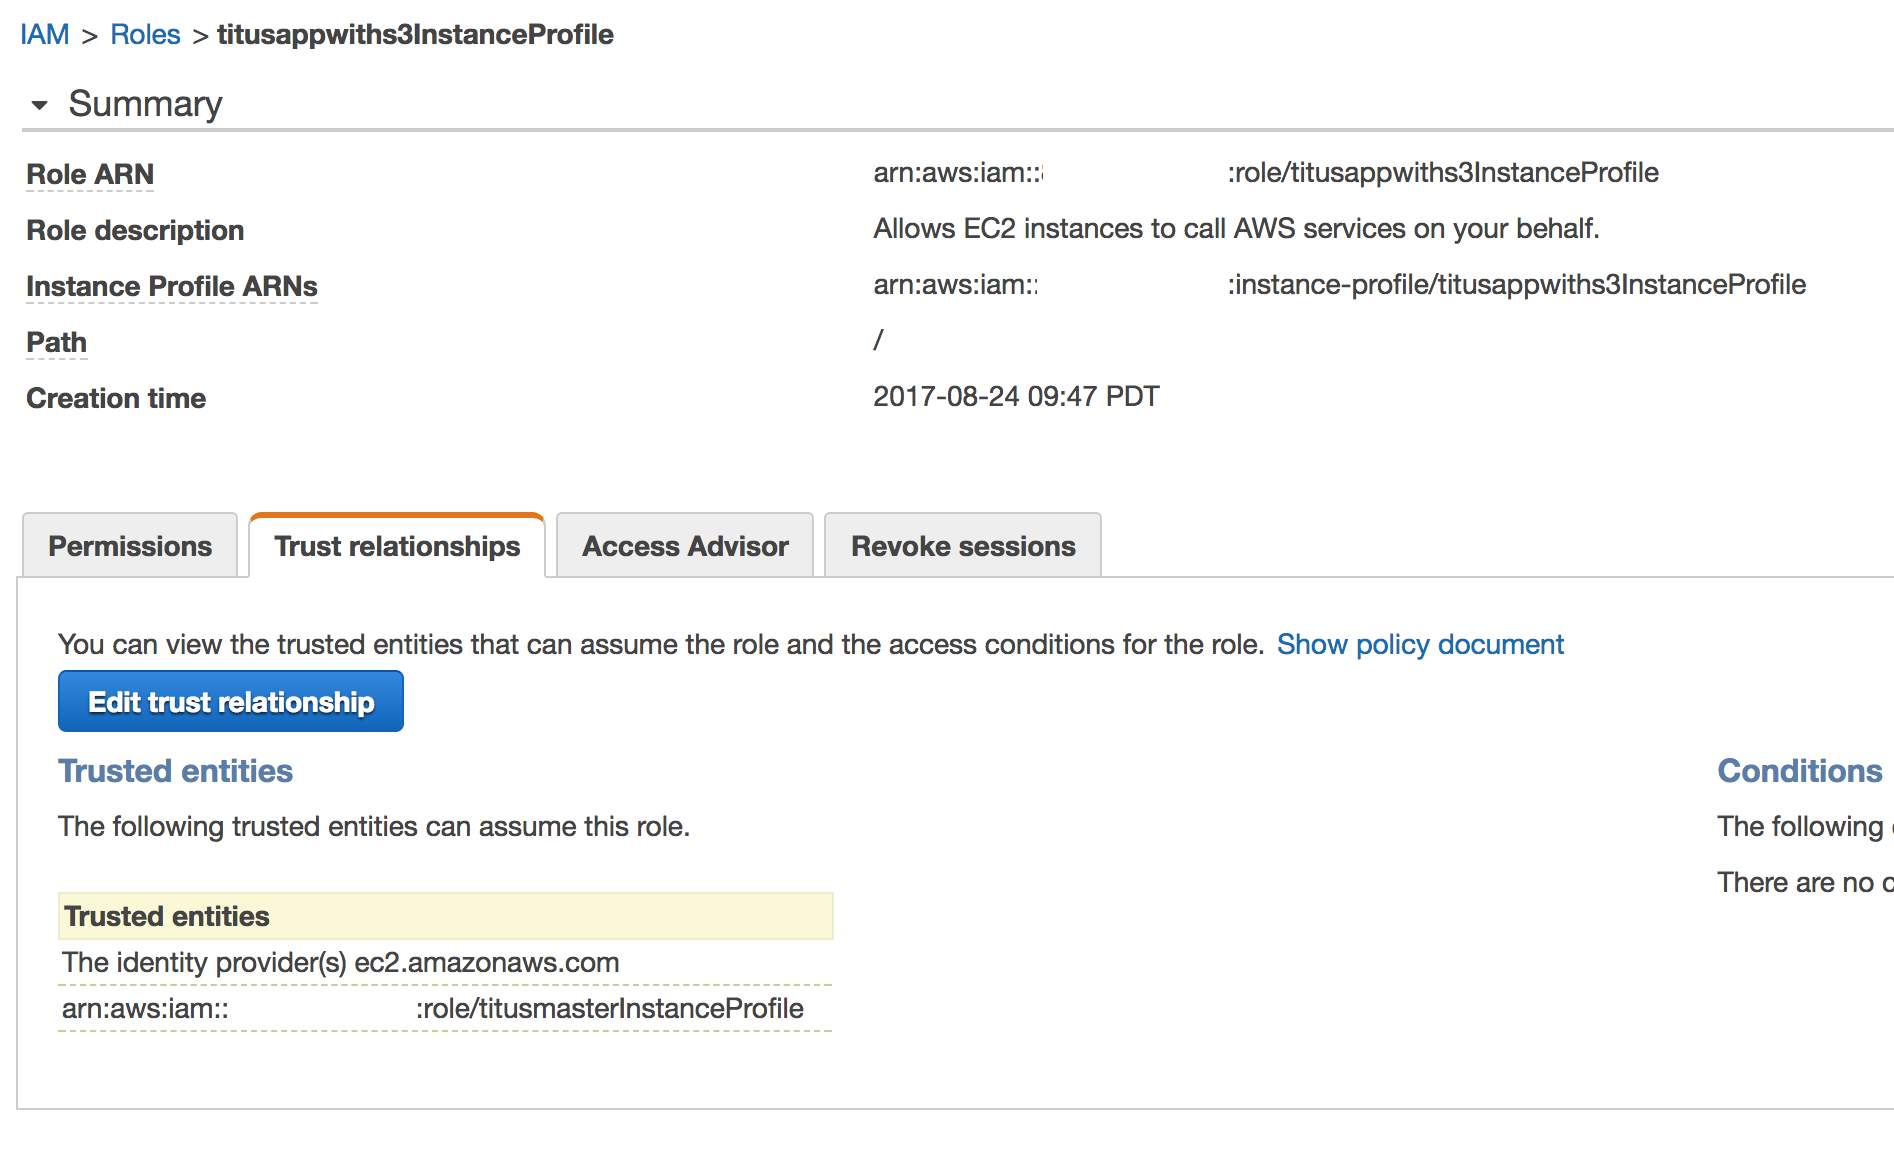 IAM > Roles > titusappwiths3InstanceProfile
Summary
Role ARN arn:aws:iam:: :role/titusappwiths3InstanceProfile
Role description Allows EC2 instances to call AWS services on your behalf.
Instance Profile ARNs arn:aws:iam:: :instance-profile/titusappwiths3InstanceProfile
Path /
Creation time 2017-08-24 09:47 PDT
Permissions Trust relationships Access Advisor Revoke sessions
You can view the trusted entities that can assume the role and the access conditions for the role. Show policy document
Edit trust relationship
Trusted entities
The following trusted entities can assume this role.
Trusted entities
The identity provider(s) ec2.amazonaws.com
arn:aws:iam:: :role/titusmasterInstanceProfile
Conditions
The following
There are no